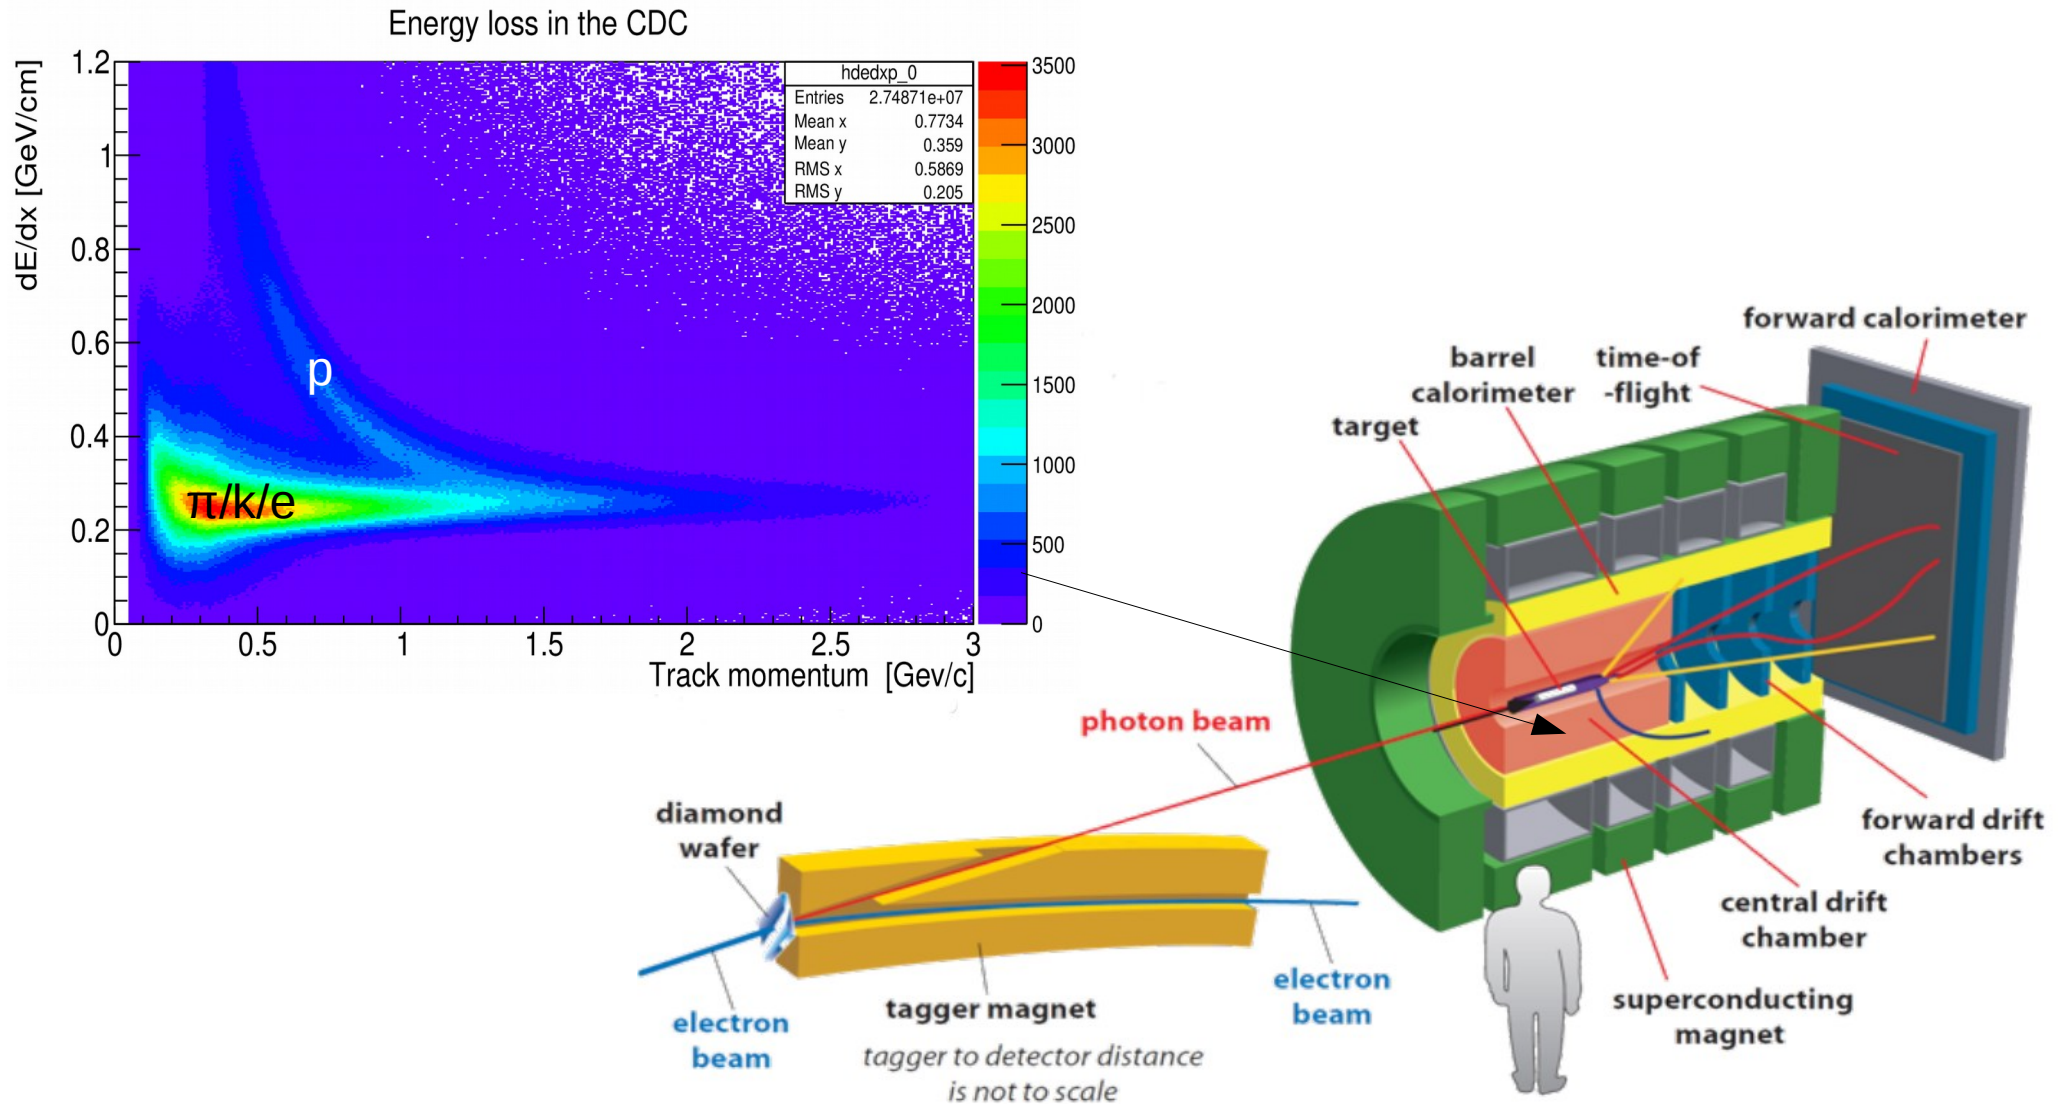 Energy loss in the CDC
dE/dx [GeV/cm]
1.2
1
0.8
0.6
0.4
0.2
0
0
0.5
1
1.5
2
2.5
3
Track momentum [Gev/c]
hdedxp_0
Entries 2.74871e+07
Mean x 0.7734
Mean y 0.359
RMS x 0.5869
RMS y 0.205
3500
3000
2500
2000
1500
1000
500
0
p
π/k/e
forward calorimeter
barrel
calorimeter
time-of
-flight
target
photon beam
diamond
wafer
forward drift
chambers
central drift
chamber
superconducting
magnet
electron
beam
tagger magnet
electron
beam
tagger to detector distance
is not to scale